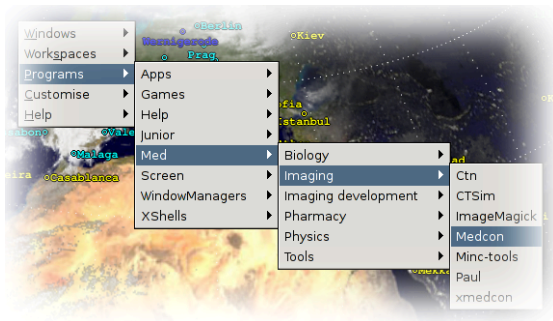 Windows
Workspaces
Programs
Customise
Help
Apps
Games
Help
Junior
Med
Screen
WindowManagers
XShells
Biology
Imaging
Imaging development
Pharmacy
Physics
Tools
Ctn
CTSim
ImageMagick
Medcon
Minc-tools
Paul
xmedcon
Berlin
Wernigerode
Prag
Kiev
Istanbul
Malaga
Casablanca